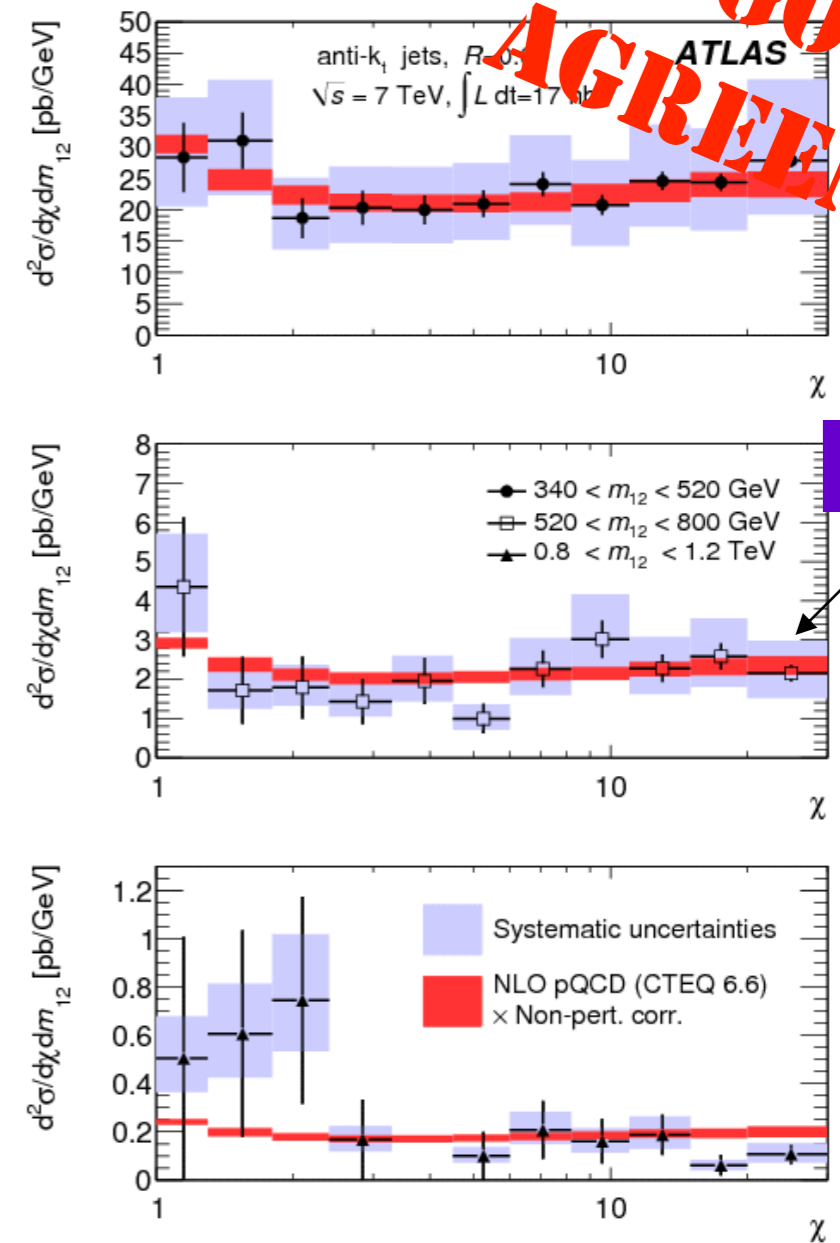 GO
AGREE
anti-k_t jets, R=0.
ATLAS
√s = 7 TeV, ∫L dt=17
d²σ/dχdm₁₂ [pb/GeV]
50
45
40
35
30
25
20
15
10
5
0
1
10
χ
d²σ/dχdm₁₂ [pb/GeV]
8
7
6
5
4
3
2
1
0
340 < m₁₂ < 520 GeV
520 < m₁₂ < 800 GeV
0.8 < m₁₂ < 1.2 TeV
1
10
χ
d²σ/dχdm₁₂ [pb/GeV]
1.2
1
0.8
0.6
0.4
0.2
0
Systematic uncertainties
NLO pQCD (CTEQ 6.6)
× Non-pert. corr.
1
10
χ